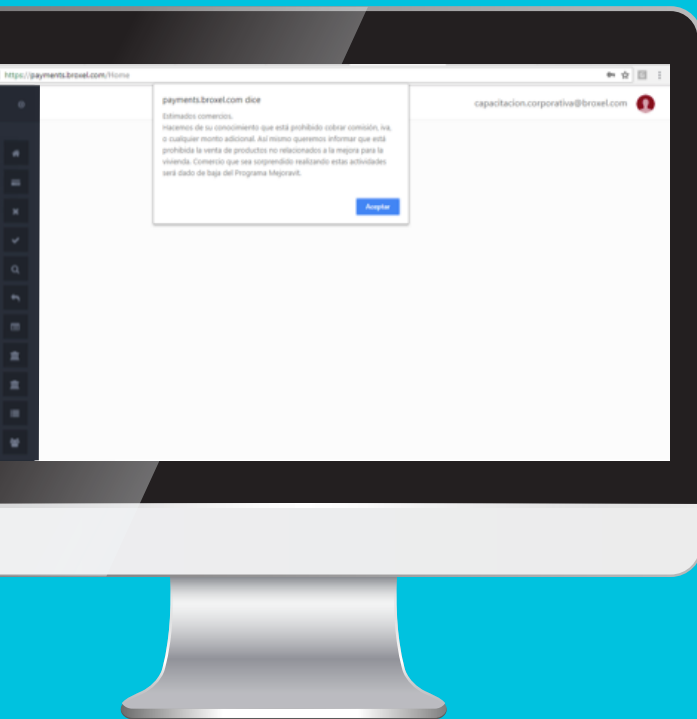 https://payments.broxel.com/Home
payments.broxel.com dice
capacitacion.corporativa@broxel.com
Estimados comercios.
Hacemos de su conocimiento que está prohibido cobrar comisión, iva,
o cualquier monto adicional. Así mismo queremos informar que está
prohibida la venta de productos no relacionados a la mejora para la
vivienda. Comercio que sea sorprendido realizando estas actividades
será dado de baja del Programa Mejoravit.
Aceptar